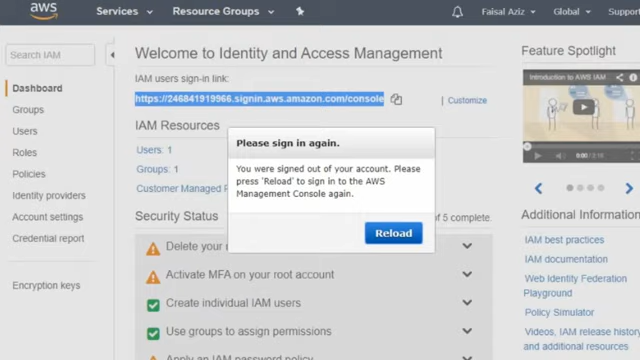 aws
Services
Resource Groups
Faisal Aziz
Global
Support
Search IAM
Dashboard
Groups
Users
Roles
Policies
Identity providers
Account settings
Credential report
Encryption keys
Welcome to Identity and Access Management
IAM users sign-in link:
https://246841919966.signin.aws.amazon.com/console
Customize
IAM Resources
Users: 1
Groups: 1
Customer Managed P
Security Status
of 5 complete.
Delete your r
Activate MFA on your root account
Create individual IAM users
Use groups to assign permissions
Apply an IAM password policy
Please sign in again.
You were signed out of your account. Please
press 'Reload' to sign in to the AWS
Management Console again.
Reload
Feature Spotlight
Introduction to AWS IAM
Additional Information
IAM best practices
IAM documentation
Web Identity Federation
Playground
Policy Simulator
Videos, IAM release history
and additional resources